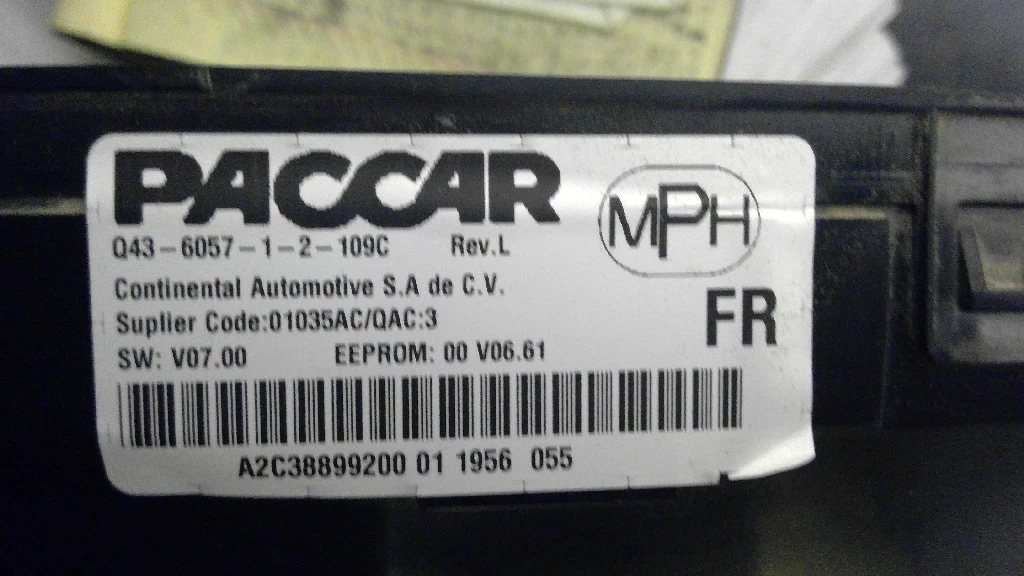 PACCAR
MPH
Q43-6057-1-2-109C Rev.L
Continental Automotive S.A de C.V.
FR
Suplier Code:01035AC/QAC:3
SW: V07.00 EEPROM: 00 V06.61
A2C38899200 01 1956 055